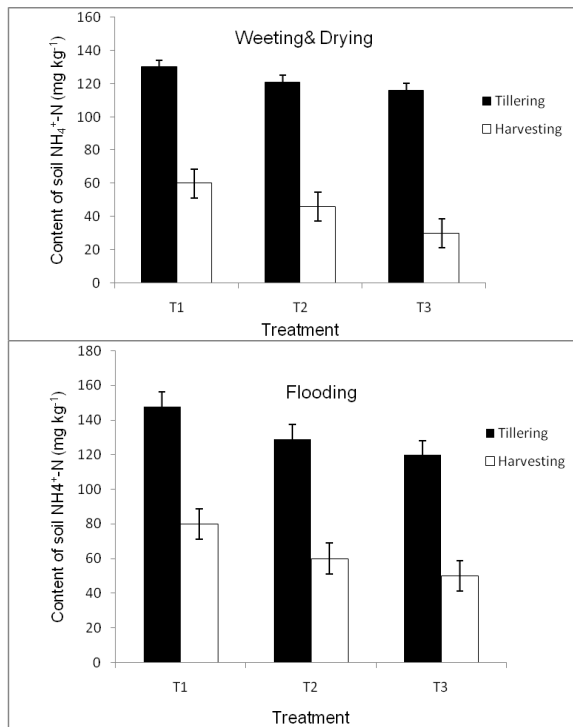 Weeting& Drying
Content of soil NH₄⁺-N (mg kg⁻¹)
160
140
120
100
80
60
40
20
0
Tillering
Harvesting
T1 T2 T3
Treatment
Flooding
Content of soil NH4⁺-N (mg kg⁻¹)
180
160
140
120
100
80
60
40
20
0
Tillering
Harvesting
T1 T2 T3
Treatment